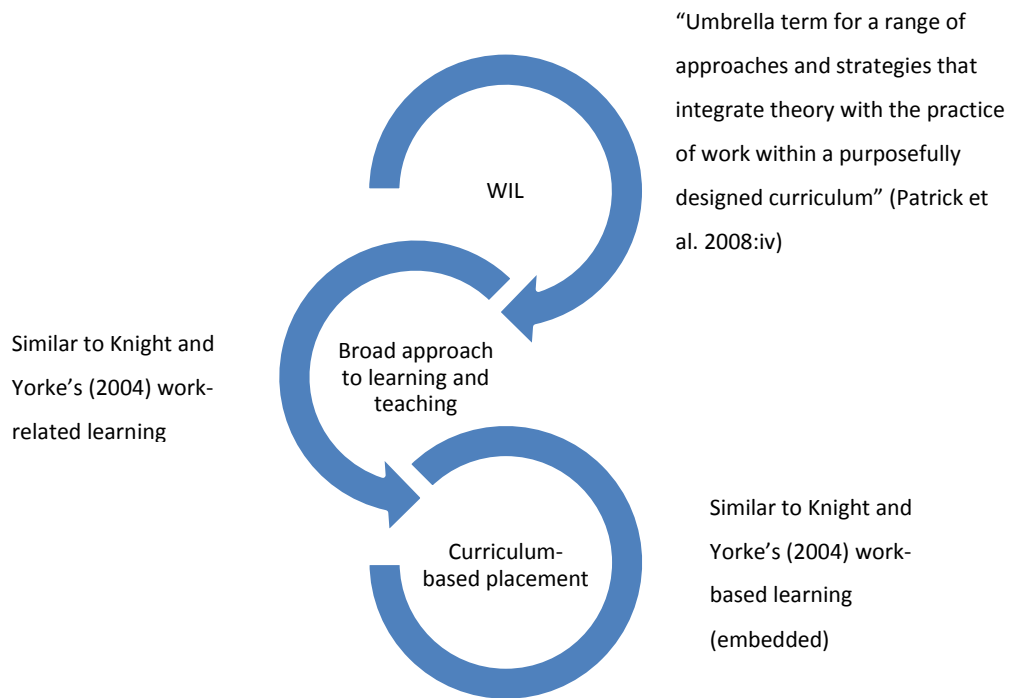 “Umbrella term for a range of
approaches and strategies that
integrate theory with the practice
of work within a purposefully
designed curriculum” (Patrick et
al. 2008:iv)
WIL
Similar to Knight and
Yorke’s (2004) work-
related learning
Broad approach
to learning and
teaching
Curriculum-
based placement
Similar to Knight and
Yorke’s (2004) work-
based learning
(embedded)